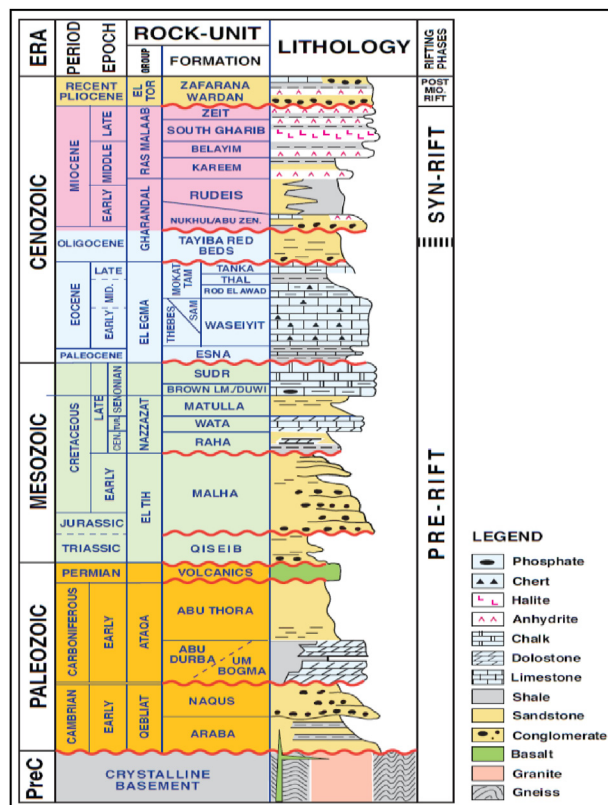 ERA
PERIOD
EPOCH
ROCK-UNIT
GROUP
FORMATION
LITHOLOGY
RIFTING
PHASES
CENOZOIC
MESOZOIC
PALEOZOIC
PreC
RECENT
PLIOCENE
MIOCENE
LATE
MIDDLE
EARLY
OLIGOCENE
EOCENE
LATE
MID.
EARLY
PALEOCENE
CRETACEOUS
LATE
SENONIAN
TUR.
CEN.
EARLY
JURASSIC
TRIASSIC
PERMIAN
CARBONIFEROUS
EARLY
CAMBRIAN
EARLY
EL
TOR
RAS MALAAB
GHARANDAL
EL EGMA
NAZZAZAT
EL TIH
ATAQA
QEBLIAT
ZAFARANA
WARDAN
ZEIT
SOUTH GHARIB
BELAYIM
KAREEM
RUDEIS
NUKHUL/ABU ZEN.
TAYIBA RED
BEDS
MOKAT
TAM
TANKA
THAL
ROD EL AWAD
THEBES
SAM
WASEIYIT
ESNA
SUDR
BROWN LM./DUWI
MATULLA
WATA
RAHA
MALHA
QISEIB
VOLCANICS
ABU THORA
ABU
DURBA
UM
BOGMA
NAQUS
ARABA
CRYSTALLINE
BASEMENT
POST
MIO.
RIFT
SYN-RIFT
PRE-RIFT
LEGEND
Phosphate
Chert
Halite
Anhydrite
Chalk
Dolostone
Limestone
Shale
Sandstone
Conglomerate
Basalt
Granite
Gneiss